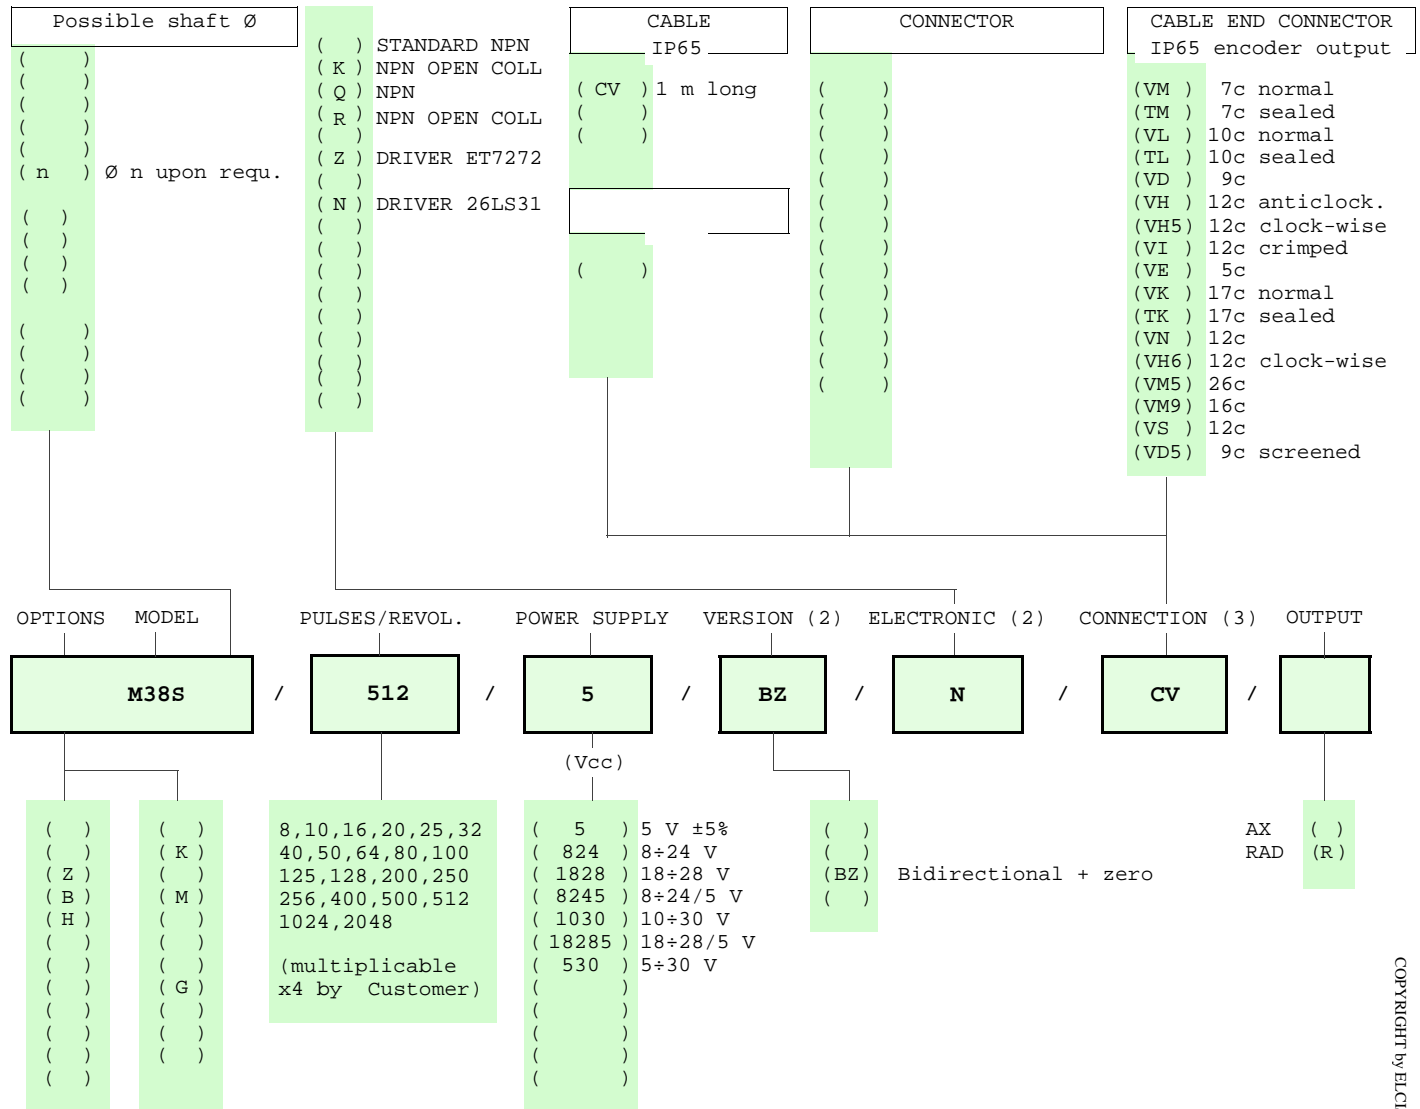 Possible shaft Ø
( )
( )
( )
( )
( )
( n ) Ø n upon requ.
( )
( )
( )
( )
( )
( )
( )
( )
( ) STANDARD NPN
( K ) NPN OPEN COLL
( Q ) NPN
( R ) NPN OPEN COLL
( )
( Z ) DRIVER ET7272
( )
( N ) DRIVER 26LS31
( )
( )
( )
( )
( )
( )
( )
( )
( )
CABLE
IP65
( CV ) 1 m long
( )
( )
( )
CONNECTOR
( )
( )
( )
( )
( )
( )
( )
( )
( )
( )
( )
( )
( )
( )
CABLE END CONNECTOR
IP65 encoder output
(VM ) 7c normal
(TM ) 7c sealed
(VL ) 10c normal
(TL ) 10c sealed
(VD ) 9c
(VH ) 12c anticlock.
(VH5) 12c clock-wise
(VI ) 12c crimped
(VE ) 5c
(VK ) 17c normal
(TK ) 17c sealed
(VN ) 12c
(VH6) 12c clock-wise
(VM5) 26c
(VM9) 16c
(VS ) 12c
(VD5) 9c screened
OPTIONS MODEL PULSES/REVOL. POWER SUPPLY VERSION (2) ELECTRONIC (2) CONNECTION (3) OUTPUT
M38S / 512 / 5 / BZ / N / CV /
(Vcc)
( )
( )
( Z )
( B )
( H )
( )
( )
( )
( )
( )
( )
( )
( )
( K )
( )
( M )
( )
( )
( )
( G )
( )
( )
( )
8,10,16,20,25,32
40,50,64,80,100
125,128,200,250
256,400,500,512
1024,2048
(multiplicable
x4 by Customer)
( 5 ) 5 V ±5%
( 824 ) 8÷24 V
( 1828 ) 18÷28 V
( 8245 ) 8÷24/5 V
( 1030 ) 10÷30 V
( 18285 ) 18÷28/5 V
( 530 ) 5÷30 V
( )
( )
( )
( )
( )
( )
( )
(BZ) Bidirectional + zero
( )
AX ( )
RAD (R)
COPYRIGHT by ELCI